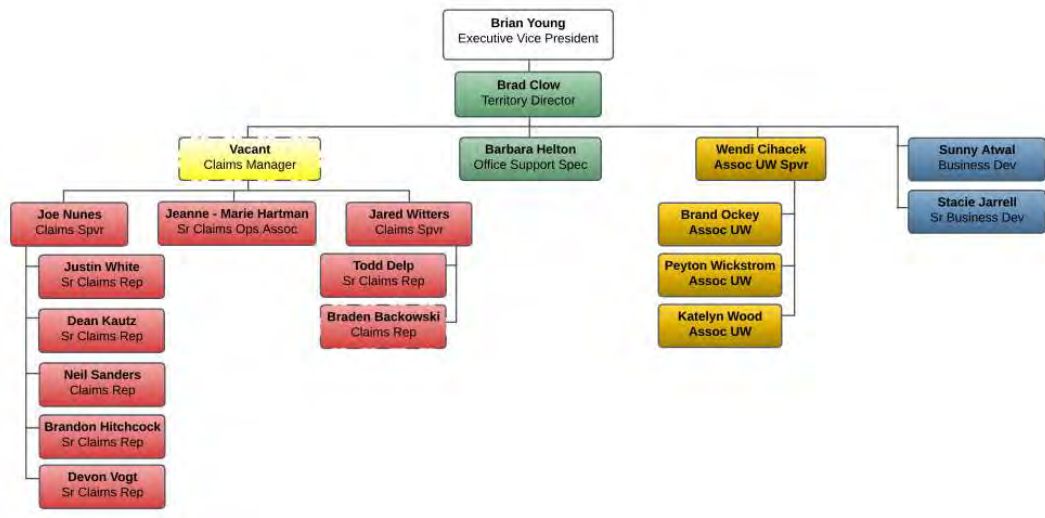 Brian Young
Executive Vice President
Brad Clow
Territory Director
Vacant
Claims Manager
Barbara Helton
Office Support Spec
Wendi Cihacek
Assoc UW Spvr
Sunny Atwal
Business Dev
Stacie Jarrell
Sr Business Dev
Joe Nunes
Claims Spvr
Jeanne - Marie Hartman
Sr Claims Ops Assoc
Jared Witters
Claims Spvr
Justin White
Sr Claims Rep
Dean Kautz
Sr Claims Rep
Neil Sanders
Claims Rep
Brandon Hitchcock
Sr Claims Rep
Devon Vogt
Sr Claims Rep
Todd Delp
Sr Claims Rep
Braden Backowski
Claims Rep
Brand Ockey
Assoc UW
Peyton Wickstrom
Assoc UW
Katelyn Wood
Assoc UW